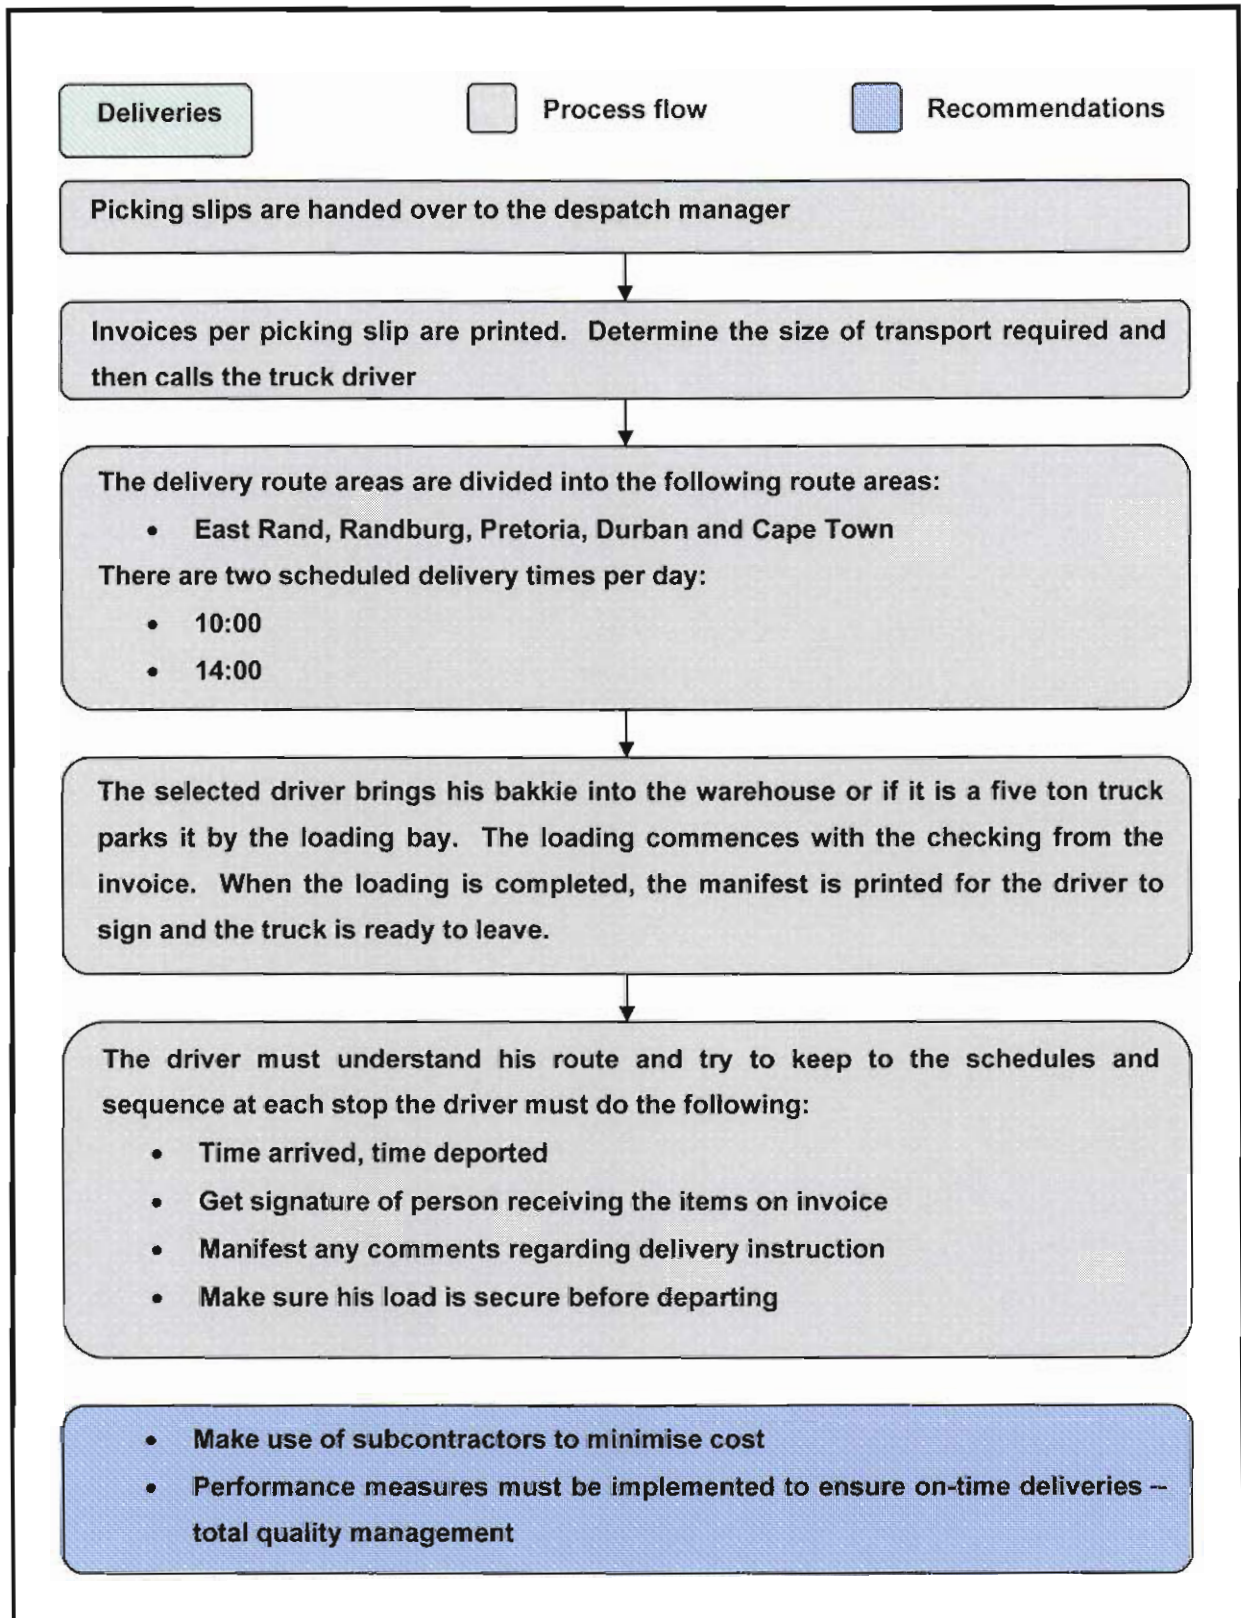 Deliveries
Process flow
Recommendations
Picking slips are handed over to the despatch manager
Invoices per picking slip are printed. Determine the size of transport required and
then calls the truck driver
The delivery route areas are divided into the following route areas:
• East Rand, Randburg, Pretoria, Durban and Cape Town
There are two scheduled delivery times per day:
• 10:00
• 14:00
The selected driver brings his bakkie into the warehouse or if it is a five ton truck
parks it by the loading bay. The loading commences with the checking from the
invoice. When the loading is completed, the manifest is printed for the driver to
sign and the truck is ready to leave.
The driver must understand his route and try to keep to the schedules and
sequence at each stop the driver must do the following:
• Time arrived, time deported
• Get signature of person receiving the items on invoice
• Manifest any comments regarding delivery instruction
• Make sure his load is secure before departing
• Make use of subcontractors to minimise cost
• Performance measures must be implemented to ensure on-time deliveries –
total quality management